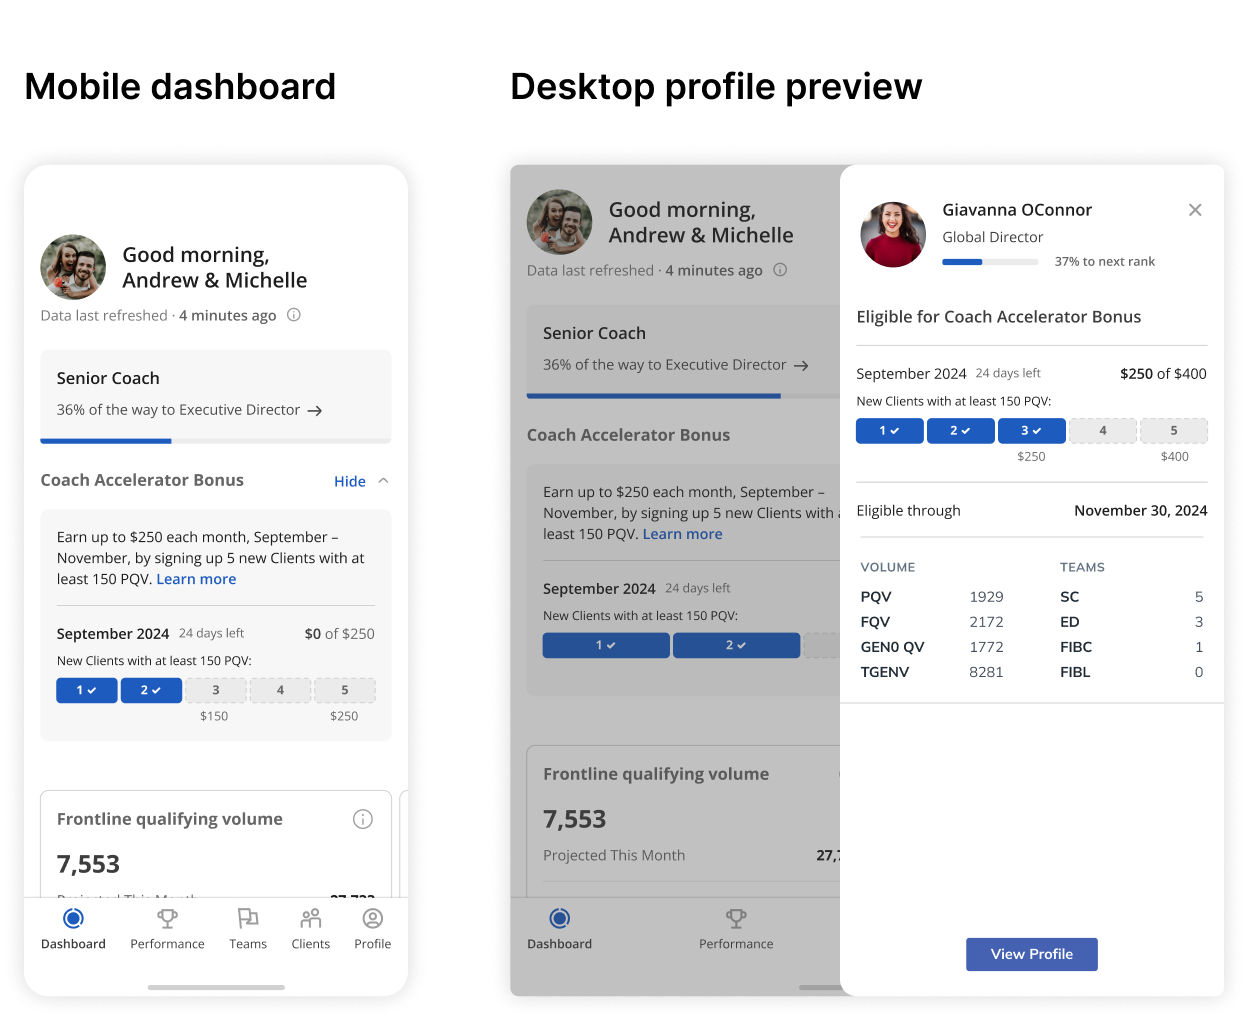 Mobile dashboard
Good morning,
Andrew & Michelle
Data last refreshed · 4 minutes ago
Senior Coach
36% of the way to Executive Director →
Coach Accelerator Bonus Hide
Earn up to $250 each month, September –
November, by signing up 5 new Clients with at
least 150 PQV. Learn more
September 2024 24 days left $0 of $250
New Clients with at least 150 PQV:
1 ✓ 2 ✓ 3 4 5
$150 $250
Frontline qualifying volume
7,553
Projected This Month 27,733
Dashboard Performance Teams Clients Profile
Desktop profile preview
Good morning,
Andrew & Michelle
Data last refreshed · 4 minutes ago
Senior Coach
36% of the way to Executive Director →
Coach Accelerator Bonus
Earn up to $250 each month, September –
November, by signing up 5 new Clients with
least 150 PQV. Learn more
September 2024 24 days left
New Clients with at least 150 PQV:
1 ✓ 2 ✓
Frontline qualifying volume
7,553
Projected This Month 27,7
Dashboard Performance
Giavanna OConnor
Global Director
37% to next rank
Eligible for Coach Accelerator Bonus
September 2024 24 days left $250 of $400
New Clients with at least 150 PQV:
1 ✓ 2 ✓ 3 ✓ 4 5
$250 $400
Eligible through November 30, 2024
VOLUME TEAMS
PQV 1929 SC 5
FQV 2172 ED 3
GEN0 QV 1772 FIBC 1
TGENV 8281 FIBL 0
View Profile